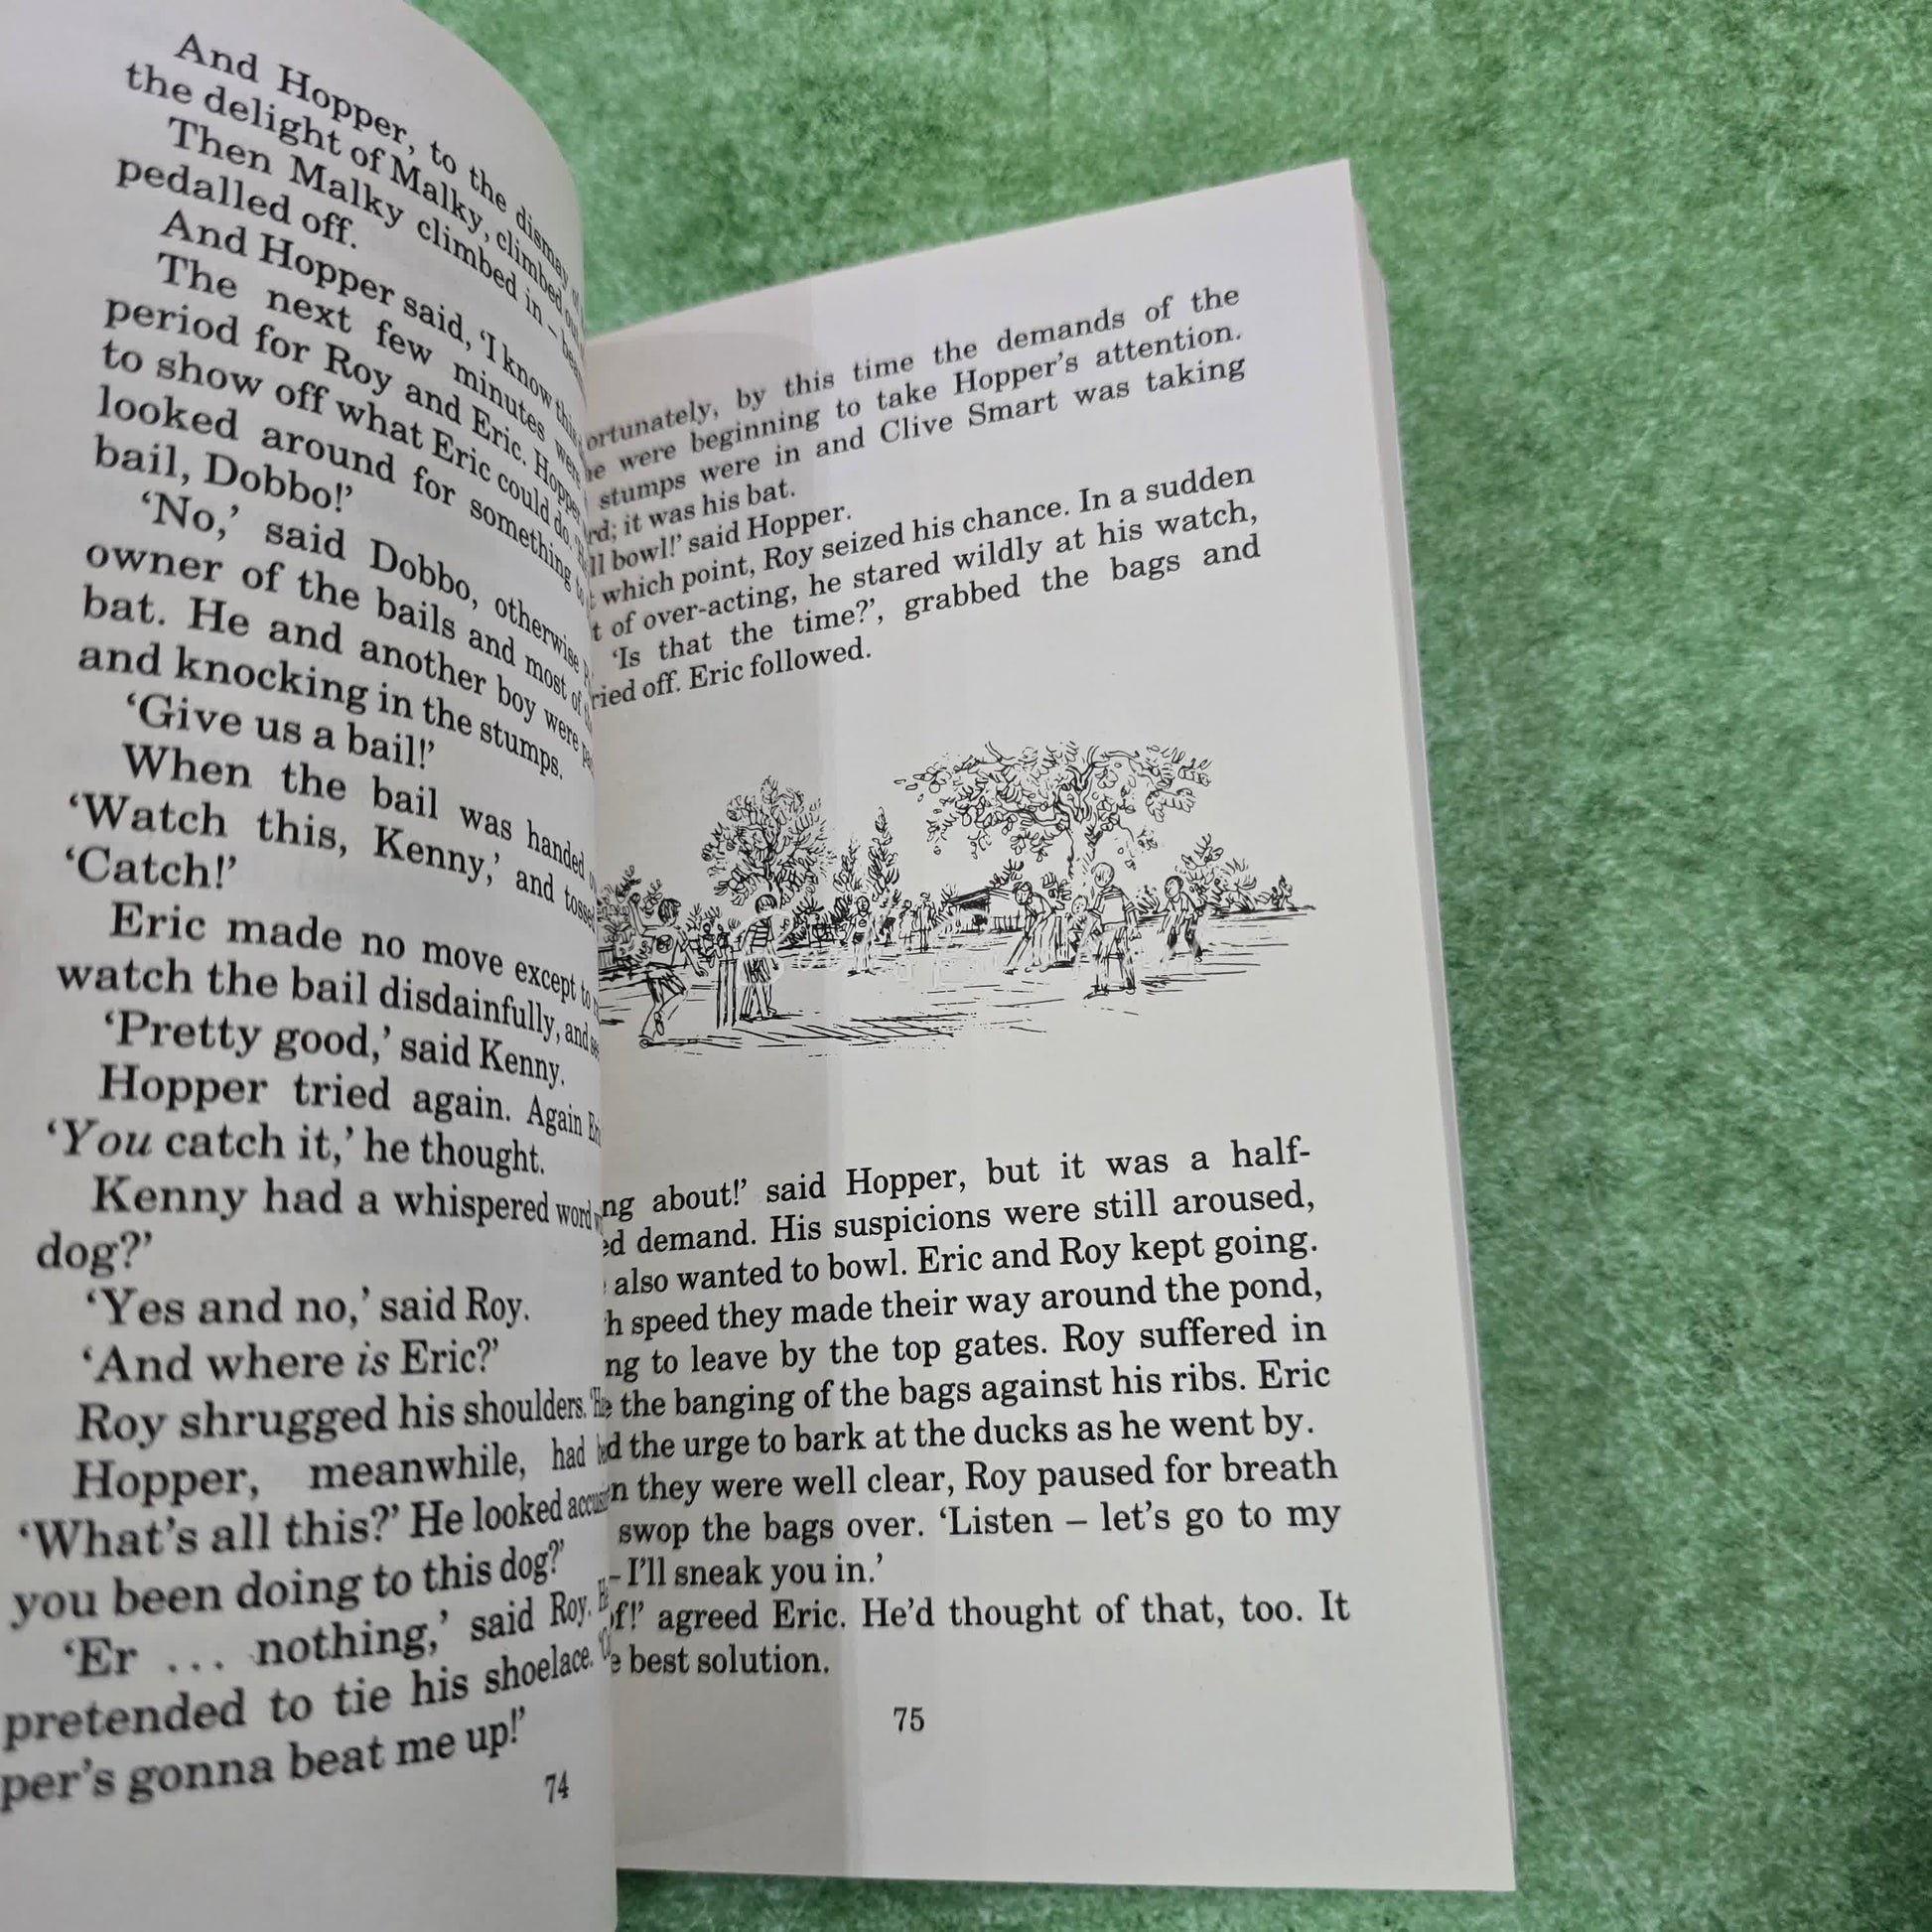 And Hopper, to the dismay
the delight of Malky, climbed out
Then Malky climbed in –
pedalled off.
And Hopper said, 'I know this
The next few minutes were
period for Roy and Eric. Hopper
to show off what Eric could do.
looked around for something to
bail, Dobbo!'
'No,' said Dobbo, otherwise
owner of the bails and most of
bat. He and another boy were
and knocking in the stumps.
'Give us a bail!'
When the bail was handed
'Watch this, Kenny,' and tossed
'Catch!'
Eric made no move except to
watch the bail disdainfully, and
'Pretty good,' said Kenny.
Hopper tried again. Again
'You catch it,' he thought.
Kenny had a whispered word
dog?'
'Yes and no,' said Roy.
'And where is Eric?'
Roy shrugged his shoulders.
Hopper, meanwhile, had
'What's all this?' He looked
you been doing to this dog?'
'Er ... nothing,' said Roy.
pretended to tie his shoelace.
per's gonna beat me up!'
74
by this time the demands of the
were beginning to take Hopper's attention.
stumps were in and Clive Smart was taking
it was his bat.
bowl!' said Hopper.
which point, Roy seized his chance. In a sudden
of over-acting, he stared wildly at his watch,
'Is that the time?', grabbed the bags and
off. Eric followed.
about!' said Hopper, but it was a half-
demand. His suspicions were still aroused,
also wanted to bowl. Eric and Roy kept going.
speed they made their way around the pond,
to leave by the top gates. Roy suffered in
the banging of the bags against his ribs. Eric
the urge to bark at the ducks as he went by.
they were well clear, Roy paused for breath
swop the bags over. 'Listen – let's go to my
– I'll sneak you in.'
agreed Eric. He'd thought of that, too. It
best solution.
75